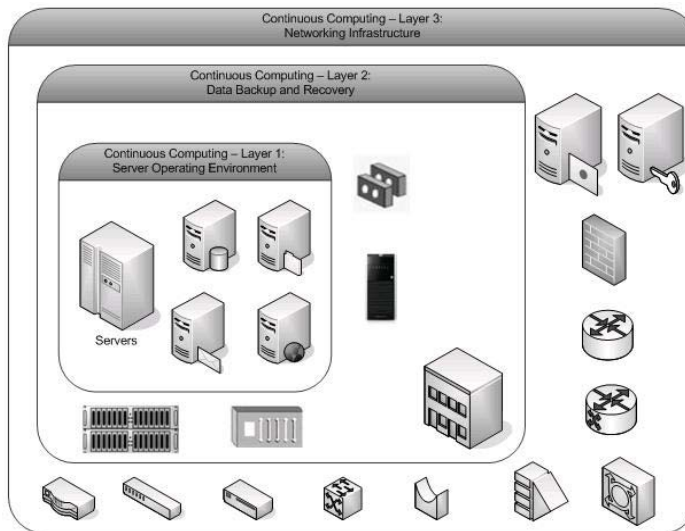 Continuous Computing – Layer 3:
Networking Infrastructure
Continuous Computing – Layer 2:
Data Backup and Recovery
Continuous Computing – Layer 1:
Server Operating Environment
Servers